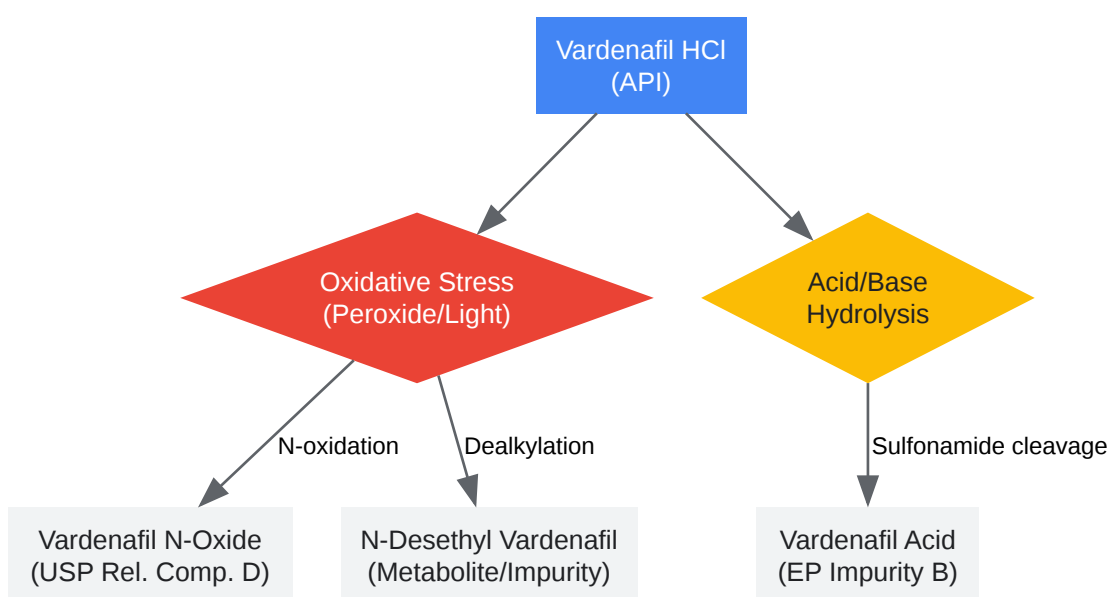 Vardenafil HCl
(API)
Oxidative Stress
(Peroxide/Light)
Acid/Base
Hydrolysis
N-oxidation
Dealkylation
Sulfonamide cleavage
Vardenafil N-Oxide
(USP Rel. Comp. D)
N-Desethyl Vardenafil
(Metabolite/Impurity)
Vardenafil Acid
(EP Impurity B)